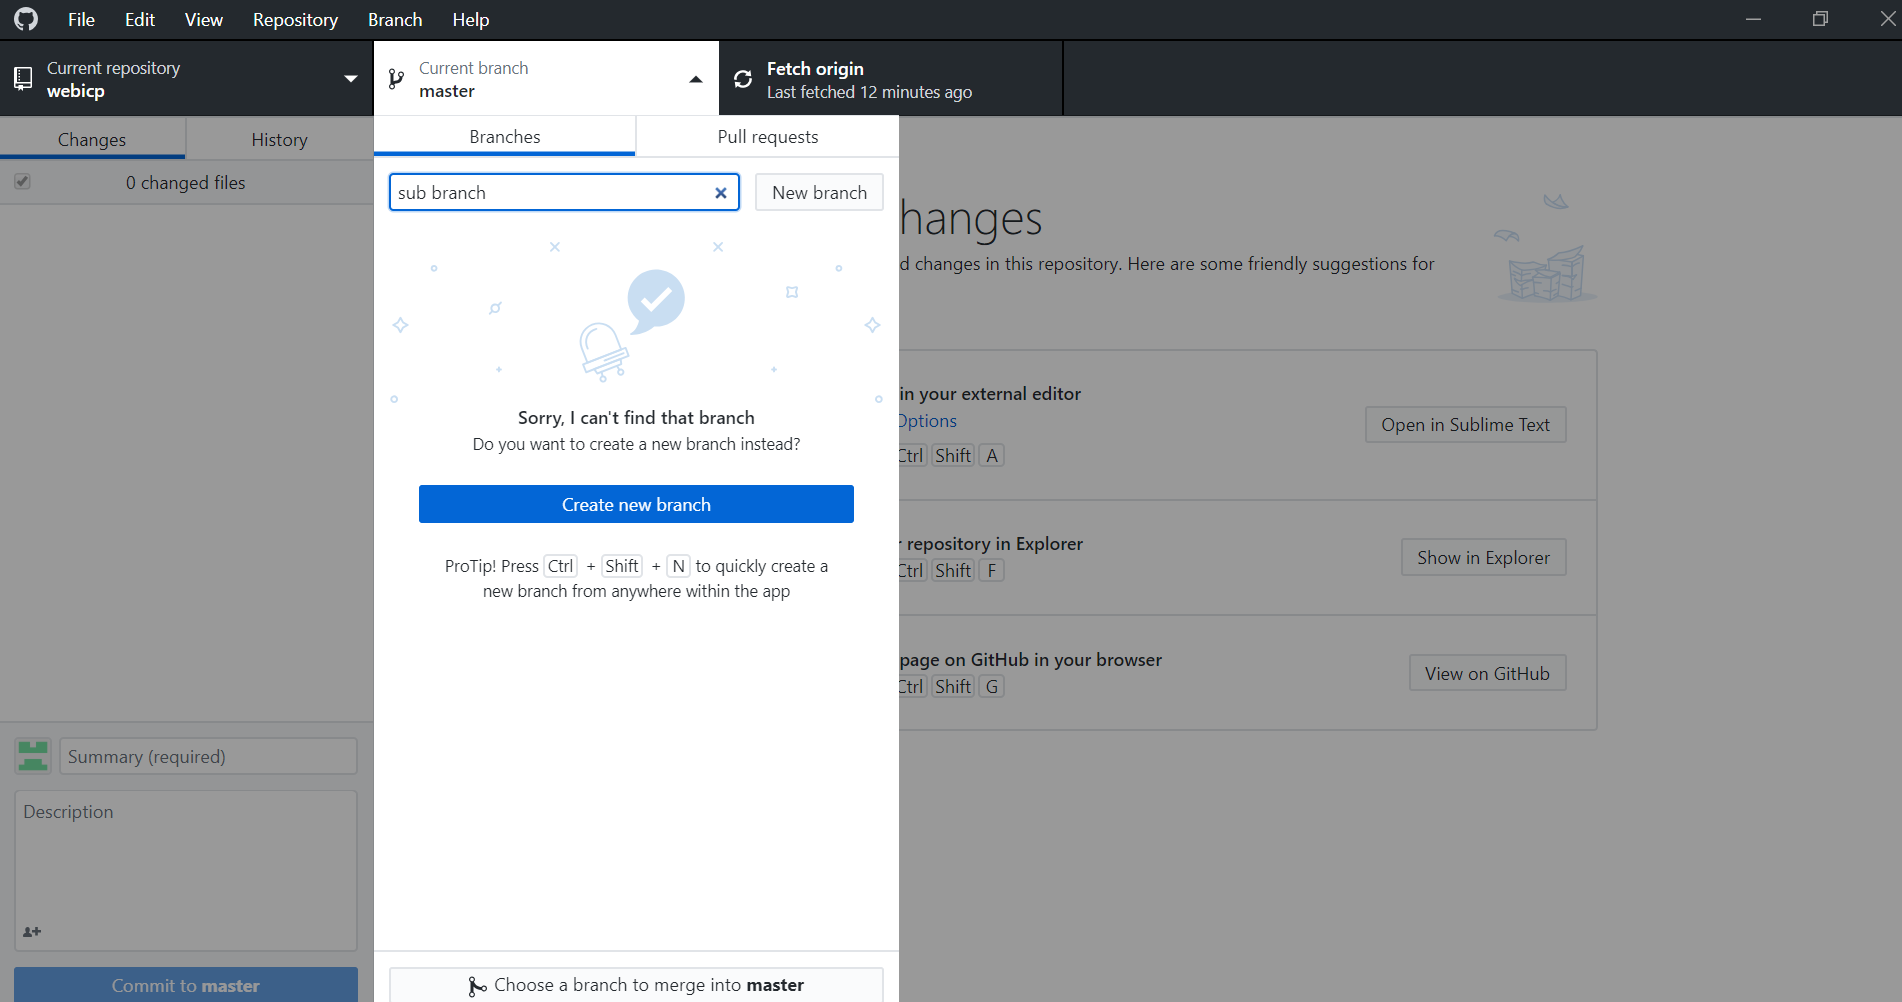 File Edit View Repository Branch Help
Current repository
webicp
Current branch
master
Fetch origin
Last fetched 12 minutes ago
Changes History
0 changed files
Branches Pull requests
sub branch
New branch
Sorry, I can't find that branch
Do you want to create a new branch instead?
Create new branch
ProTip! Press Ctrl + Shift + N to quickly create a
new branch from anywhere within the app
Choose a branch to merge into master
hanges
d changes in this repository. Here are some friendly suggestions for
in your external editor
Options
Ctrl Shift A
Open in Sublime Text
r repository in Explorer
Ctrl Shift F
Show in Explorer
page on GitHub in your browser
Ctrl Shift G
View on GitHub
Summary (required)
Description
Commit to master